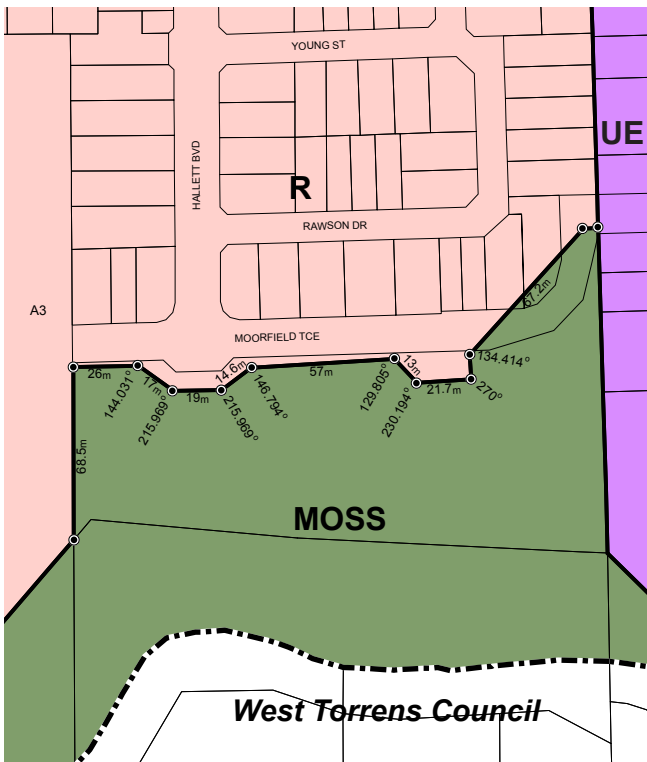 YOUNG ST
UE
HALLETT BVD
R
RAWSON DR
A3
67.2m
MOORFIELD TCE
26m
144.031°
17m
215.969°
19m
14.6m
215.969°
146.794°
57m
129.805°
13m
230.194°
21.7m
134.414°
270°
68.5m
MOSS
West Torrens Council